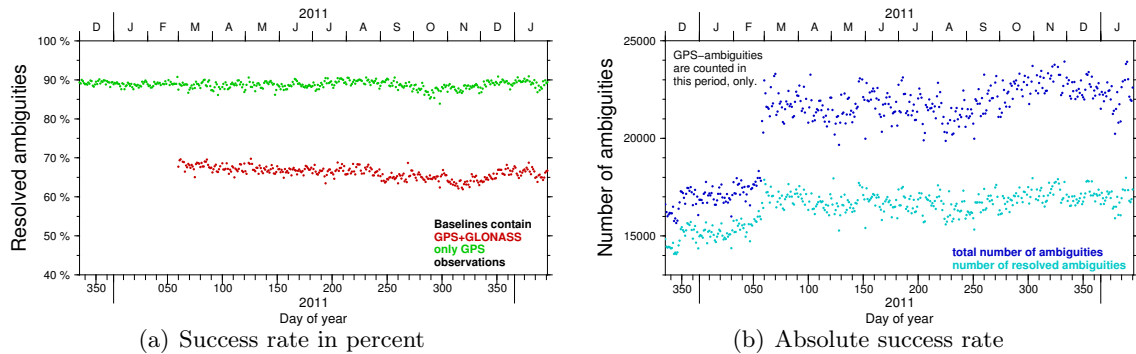 2011
D J F M A M J J A S O N D J
100 %
90 %
80 %
70 %
60 %
50 %
40 %
Resolved ambiguities
Baselines contain
GPS+GLONASS
only GPS
observations
350 050 100 150 200 250 300 350
2011
Day of year
(a) Success rate in percent
2011
D J F M A M J J A S O N D J
25000
20000
15000
Number of ambiguities
GPS−ambiguities
are counted in
this period, only.
total number of ambiguities
number of resolved ambiguities
350 050 100 150 200 250 300 350
2011
Day of year
(b) Absolute success rate